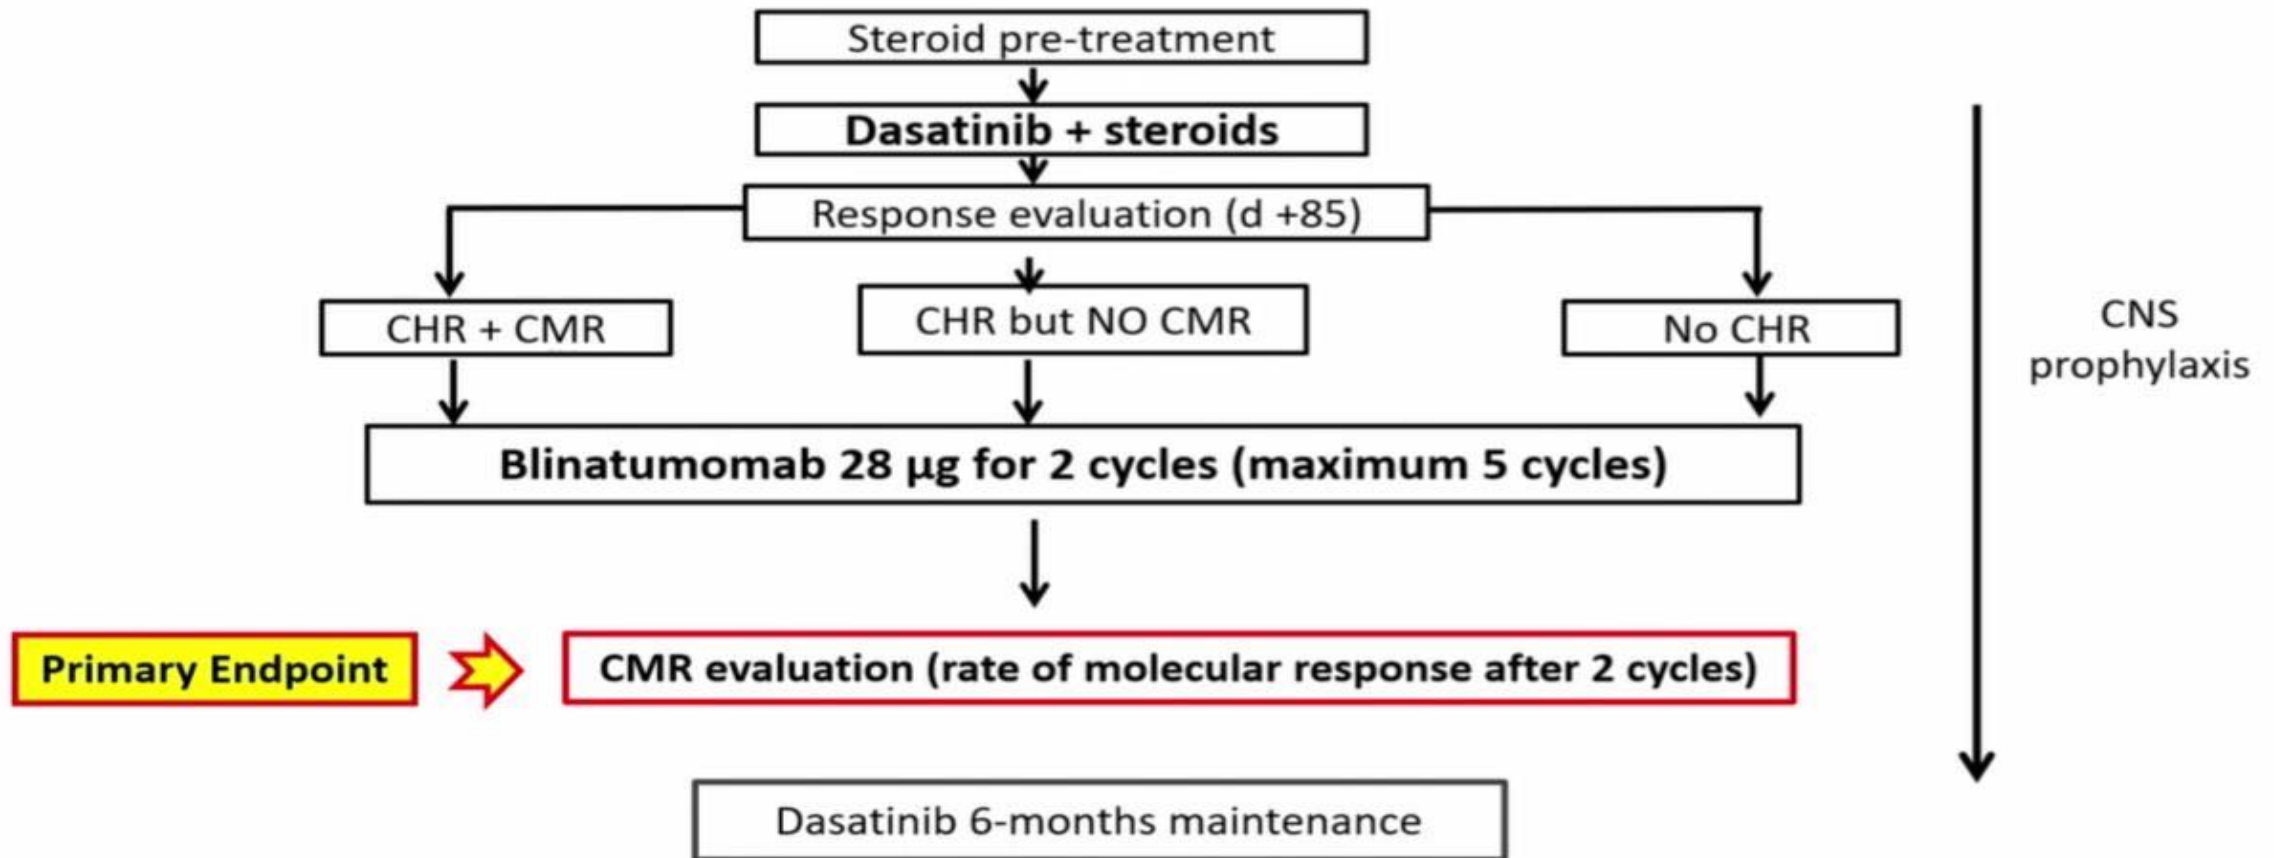 Steroid pre-treatment
Dasatinib + steroids
Response evaluation (d +85)
CHR + CMR
CHR but NO CMR
No CHR
CNS
prophylaxis
Blinatumomab 28 µg for 2 cycles (maximum 5 cycles)
Primary Endpoint
CMR evaluation (rate of molecular response after 2 cycles)
Dasatinib 6-months maintenance